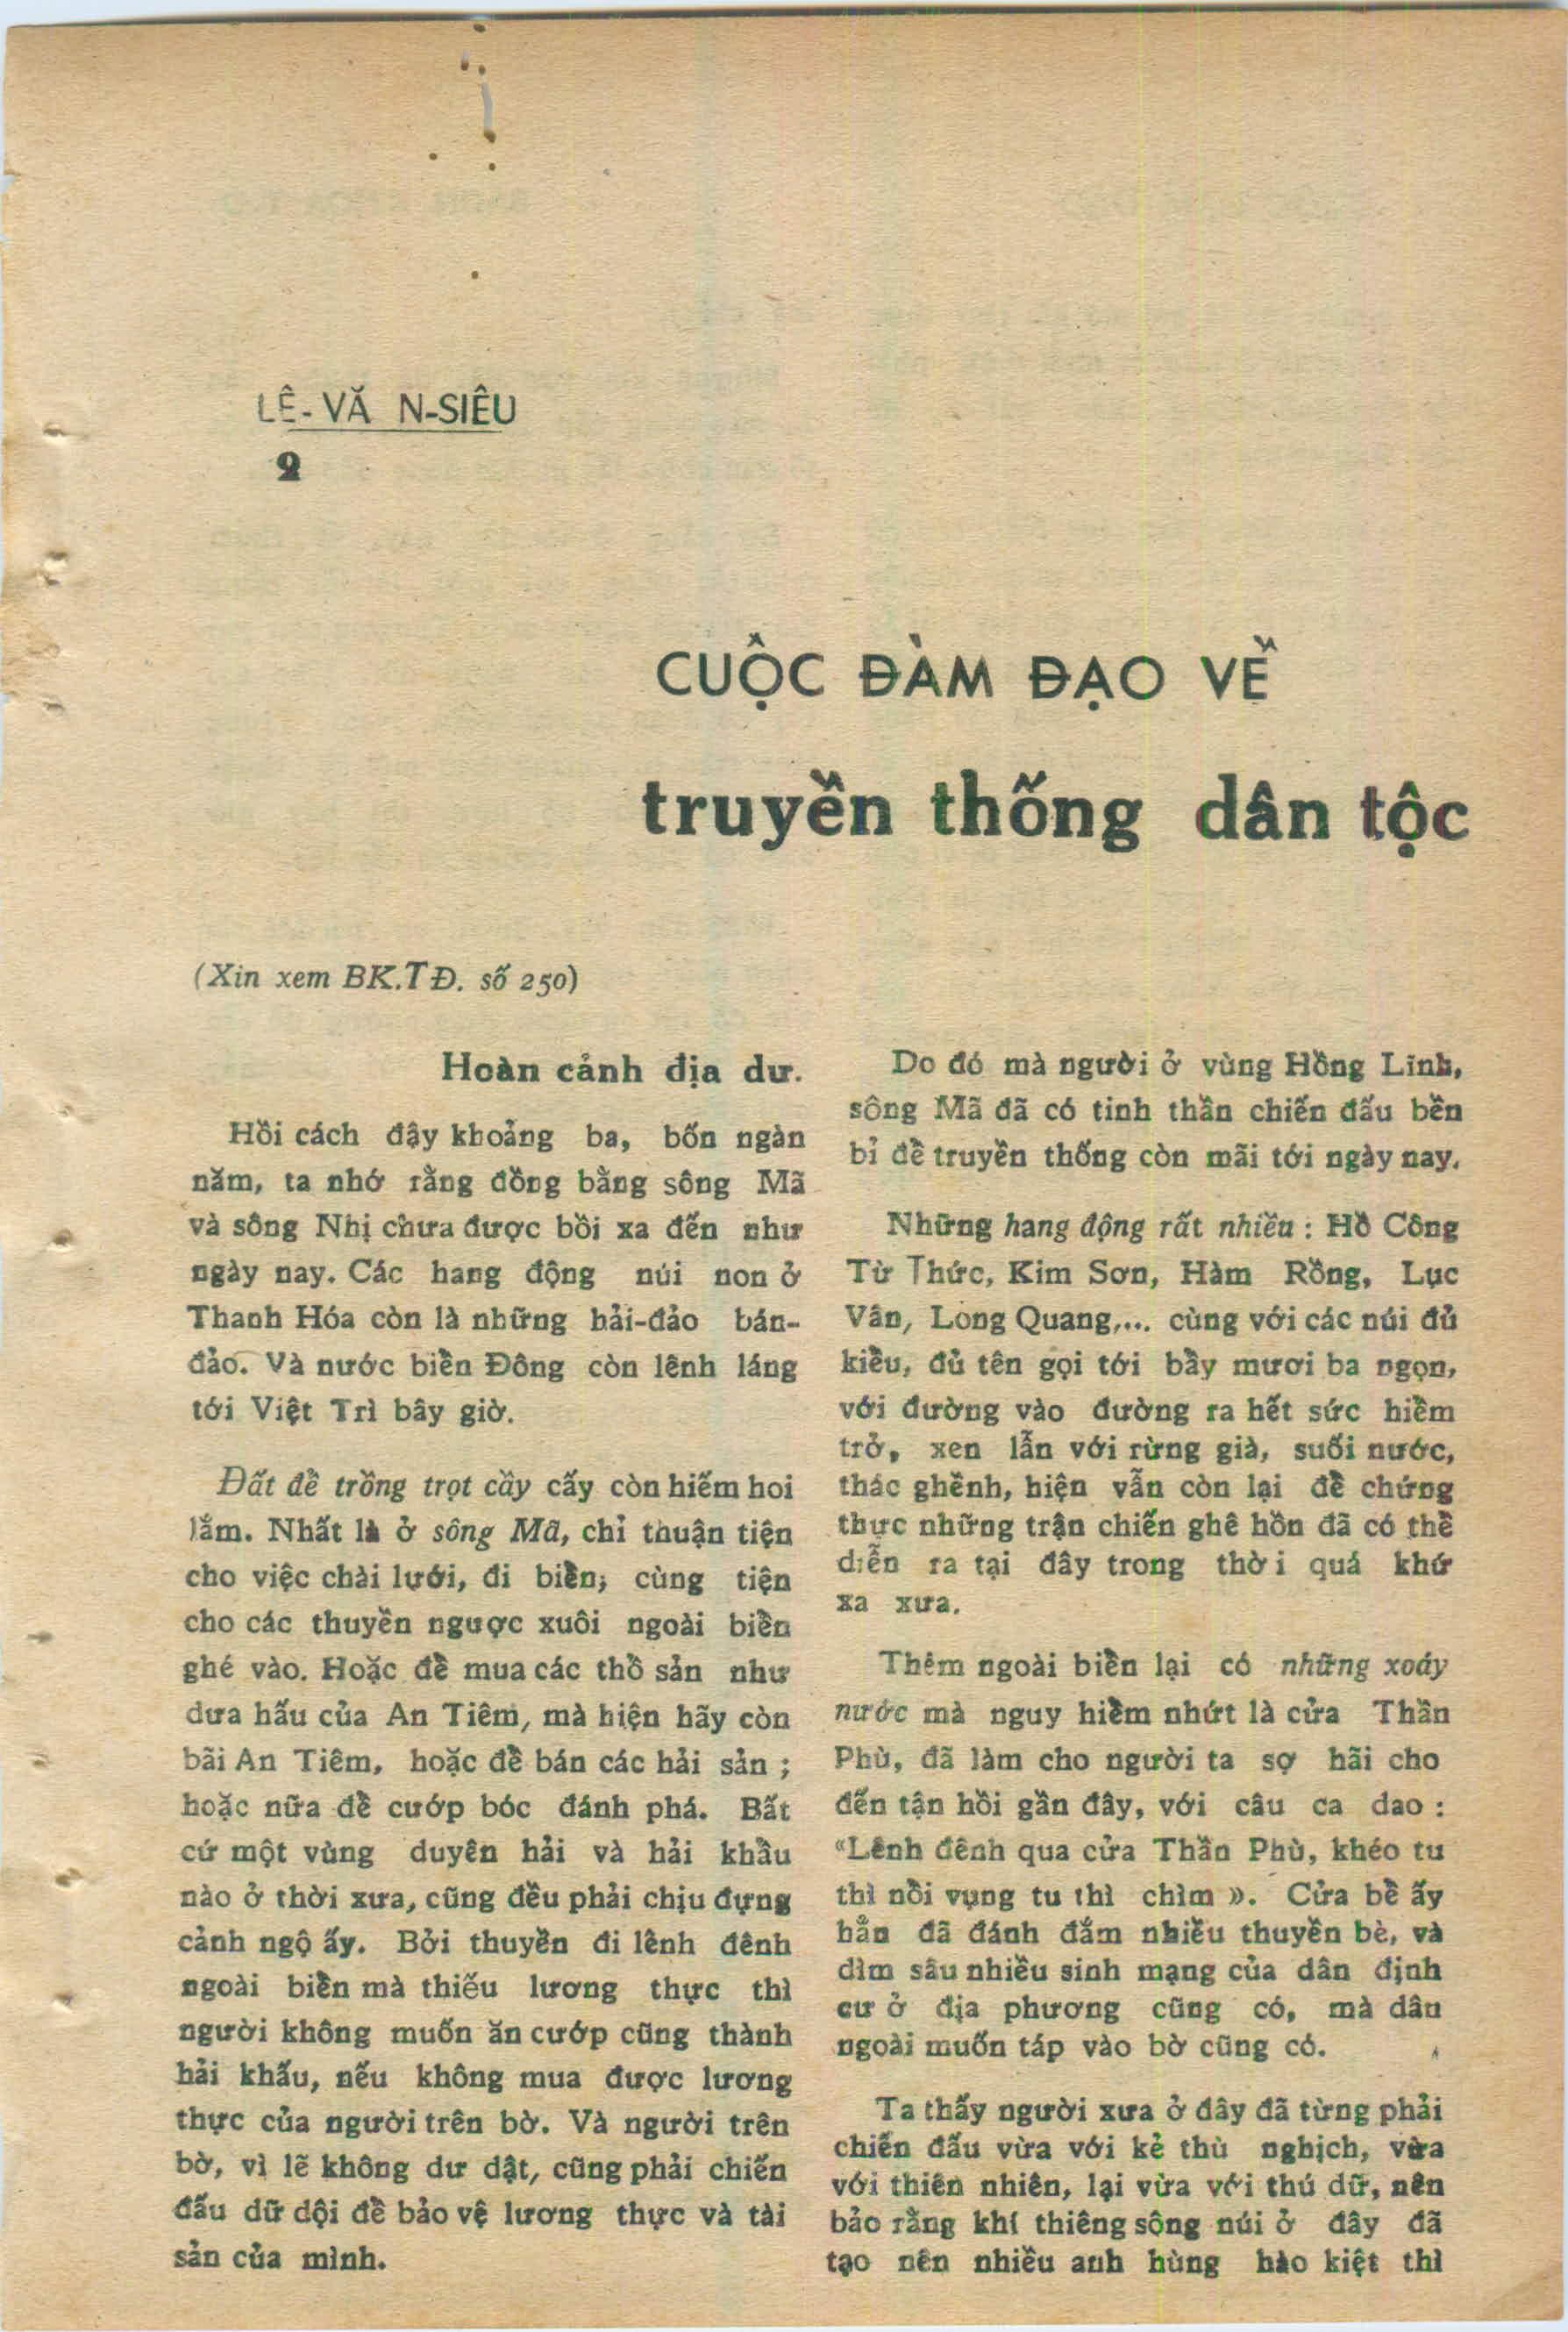 LÊ-VĂ N-SIÊU
2
CUỘC ĐÀM ĐẠO VỀ
truyền thống dân tộc
(Xin xem BK.TĐ. số 250)
Hoàn cảnh địa dư.
Hồi cách đậy khoảng ba, bốn ngàn
năm, ta nhớ rằng đồng bằng sông Mã
và sông Nhị chưa được bồi xa đến như
ngày nay. Các hang động núi non ở
Thanh Hóa còn là những hải-đảo bán-
đảo. Và nước biển Đông còn lênh láng
tới Việt Trì bây giờ.
Đất để trồng trọt cầy cấy còn hiếm hoi
lắm. Nhất là ở sông Mã, chỉ thuận tiện
cho việc chài lưới, đi biển; cùng tiện
cho các thuyền ngược xuôi ngoài biển
ghé vào. Hoặc để mua các thổ sản như
dưa hấu của An Tiêm, mà hiện hãy còn
bãi An Tiêm, hoặc để bán các hải sản ;
hoặc nữa để cướp bóc đánh phá. Bất
cứ một vùng duyên hải và hải khẩu
nào ở thời xưa, cũng đều phải chịu đựng
cảnh ngộ ấy. Bởi thuyền đi lênh đênh
ngoài biển mà thiếu lương thực thì
người không muốn ăn cướp cũng thành
hải khấu, nếu không mua được lương
thực của người trên bờ. Và người trên
bờ, vì lẽ không dư dật, cũng phải chiến
đấu dữ dội để bảo vệ lương thực và tài
sản của mình.
Do đó mà người ở vùng Hồng Lĩnh,
sông Mã đã có tinh thần chiến đấu bền
bỉ để truyền thống còn mãi tới ngày nay.
Những hang động rất nhiều : Hồ Công
Từ Thức, Kim Sơn, Hàm Rồng, Lục
Vân, Long Quang,... cùng với các núi đủ
kiểu, đủ tên gọi tới bẩy mươi ba ngọn,
với đường vào đường ra hết sức hiểm
trở, xen lẫn với rừng già, suối nước,
thác ghềnh, hiện vẫn còn lại để chứng
thực những trận chiến ghê hồn đã có thể
diễn ra tại đây trong thời quá khứ
xa xưa.
Thêm ngoài biển lại có những xoáy
nước mà nguy hiểm nhứt là cửa Thần
Phù, đã làm cho người ta sợ hãi cho
đến tận hồi gần đây, với câu ca dao :
«Lênh đênh qua cửa Thần Phù, khéo tu
thì nổi vụng tu thì chìm ». Cửa bể ấy
hẳn đã đánh đắm nhiều thuyền bè, và
dìm sâu nhiều sinh mạng của dân định
cư ở địa phương cũng có, mà dân
ngoài muốn táp vào bờ cũng có.
Ta thấy người xưa ở đây đã từng phải
chiến đấu vừa với kẻ thù nghịch, vừa
với thiên nhiên, lại vừa với thú dữ, nên
bảo rằng khí thiêng sông núi ở đây đã
tạo nên nhiều anh hùng hào kiệt thì